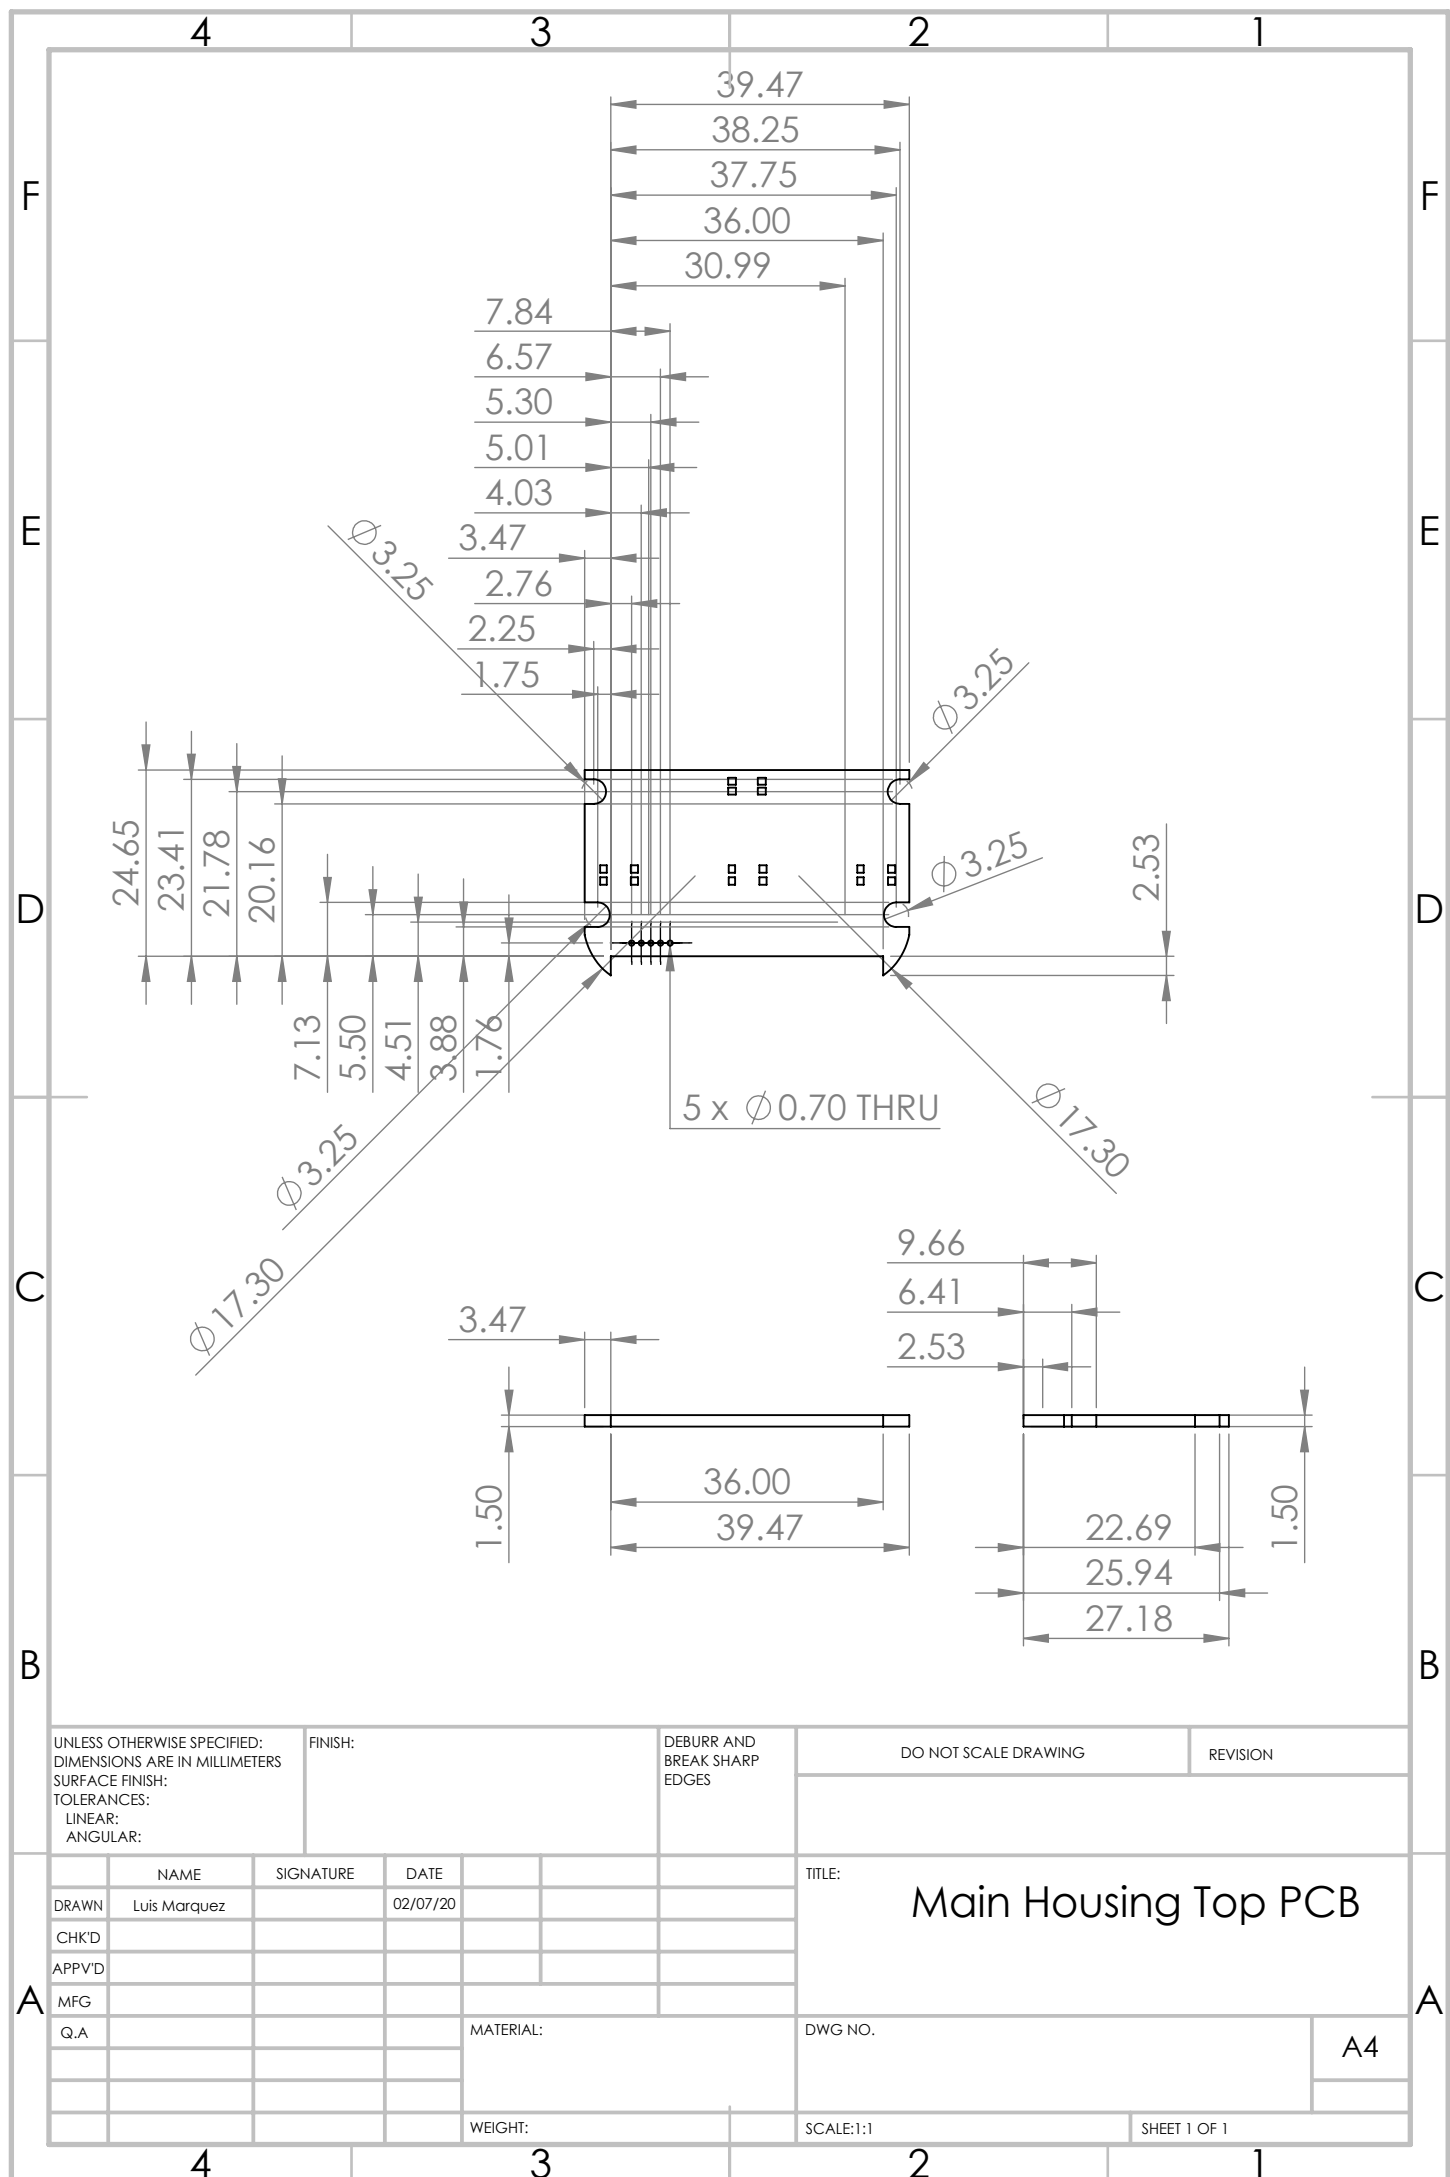 4 3 2 1
39.47
38.25
37.75
F F
36.00
30.99
7.84
6.57
5.30
5.01
4.03
E E
3.47
Ø3.25
2.76
2.25
1.75
Ø3.25
24.65
23.41
21.78
20.16
Ø3.25
2.53
D D
7.13
5.50
4.51
3.88
1.76
5 x Ø0.70 THRU
Ø17.30
Ø3.25
Ø17.30
9.66
C C
6.41
3.47
2.53
1.50
36.00
39.47
22.69
1.50
25.94
27.18
B B
UNLESS OTHERWISE SPECIFIED:
DIMENSIONS ARE IN MILLIMETERS
SURFACE FINISH:
TOLERANCES:
LINEAR:
ANGULAR:
FINISH:
DEBURR AND
BREAK SHARP
EDGES
DO NOT SCALE DRAWING
REVISION
NAME SIGNATURE DATE
DRAWN Luis Marquez 02/07/20
CHK'D
APPV'D
MFG
Q.A
TITLE:
Main Housing Top PCB
A A
MATERIAL:
DWG NO.
A4
WEIGHT:
SCALE:1:1
SHEET 1 OF 1
4 3 2 1